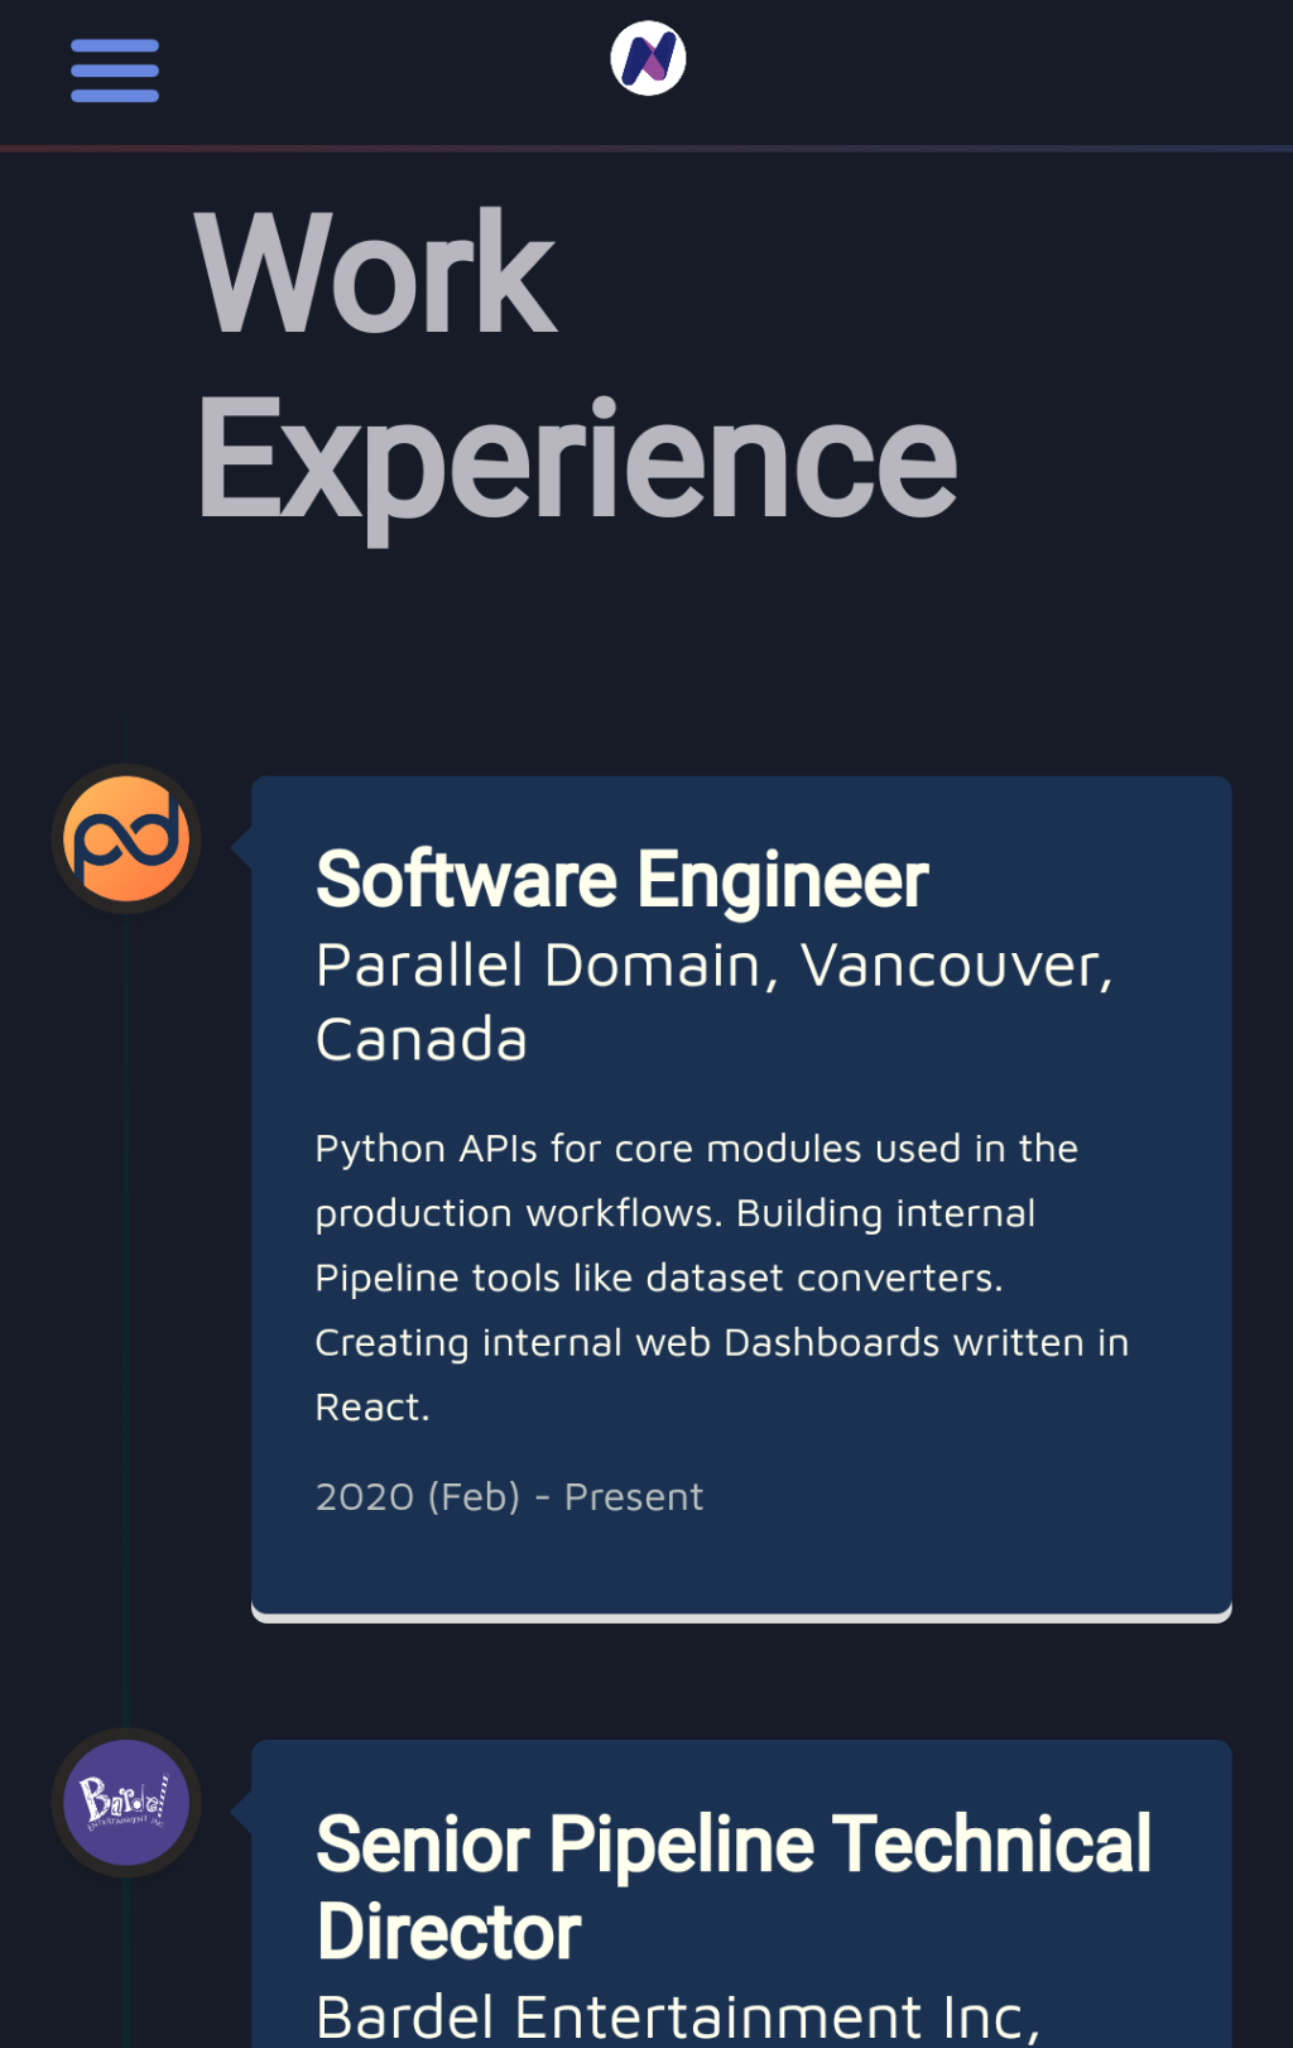 Work
Experience
pd
Software Engineer
Parallel Domain, Vancouver,
Canada
Python APIs for core modules used in the
production workflows. Building internal
Pipeline tools like dataset converters.
Creating internal web Dashboards written in
React.
2020 (Feb) - Present
Bardel
ENTERTAINMENT INC.
Senior Pipeline Technical
Director
Bardel Entertainment Inc,